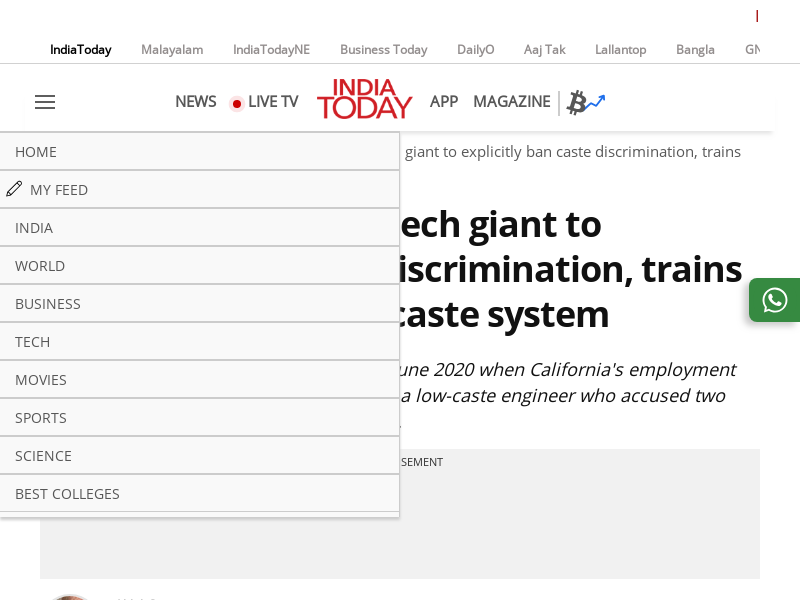 IndiaToday Malayalam IndiaTodayNE Business Today DailyO Aaj Tak Lallantop Bangla GN
NEWS LIVE TV INDIA TODAY APP MAGAZINE
HOME
giant to explicitly ban caste discrimination, trains
MY FEED
INDIA
ech giant to
WORLD
iscrimination, trains
BUSINESS
caste system
TECH
une 2020 when California's employment
MOVIES
a low-caste engineer who accused two
SPORTS
SCIENCE
SEMENT
BEST COLLEGES